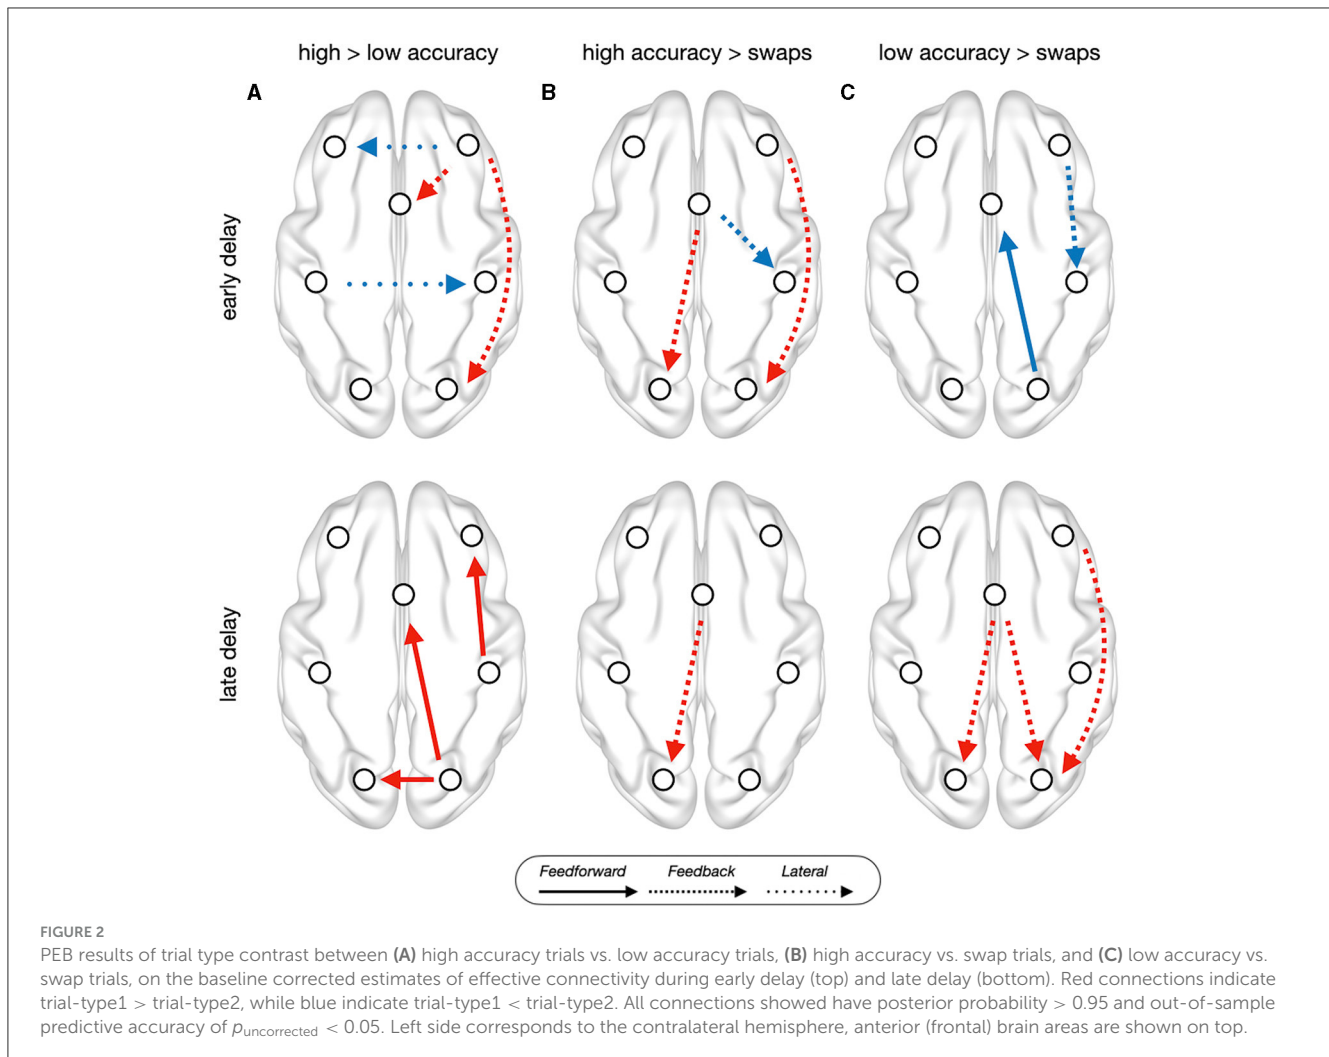 high > low accuracy
high accuracy > swaps
low accuracy > swaps
A
B
C
early delay
late delay
Feedforward
Feedback
Lateral
FIGURE 2
PEB results of trial type contrast between (A) high accuracy trials vs. low accuracy trials, (B) high accuracy vs. swap trials, and (C) low accuracy vs.
swap trials, on the baseline corrected estimates of effective connectivity during early delay (top) and late delay (bottom). Red connections indicate
trial-type1 > trial-type2, while blue indicate trial-type1 < trial-type2. All connections showed have posterior probability > 0.95 and out-of-sample
predictive accuracy of puncorrected < 0.05. Left side corresponds to the contralateral hemisphere, anterior (frontal) brain areas are shown on top.